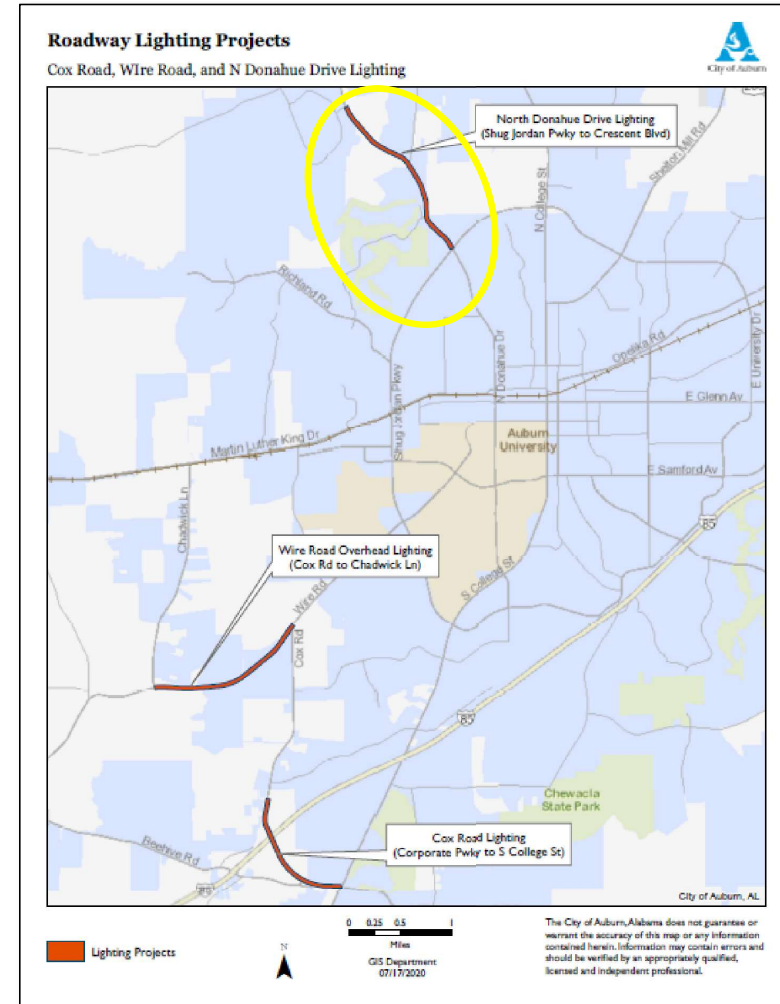 Roadway Lighting Projects
Cox Road, WIre Road, and N Donahue Drive Lighting
City of Auburn
North Donahue Drive Lighting
(Shug Jordan Pwky to Crescent Blvd)
Shelton Mill Rd
N College St
Richland Rd
Opelika Rd
E University Dr
N Donahue Dr
Shug Jordan Pkwy
E Glenn Av
Martin Luther King Dr
Auburn
University
E Samford Av
Chadwick Ln
85
Wire Road Overhead Lighting
(Cox Rd to Chadwick Ln)
S College St
Wire Rd
Cox Rd
85
Chewacla
State Park
Cox Road Lighting
(Corporate Pwky to S College St)
Beehive Rd
City of Auburn, AL
Lighting Projects
N
0 0.25 0.5 1
Miles
GIS Department
07/17/2020
The City of Auburn, Alabama does not guarantee or
warrant the accuracy of this map or any information
contained herein. Information may contain errors and
should be verified by an appropriately qualified,
licensed and independent professional.